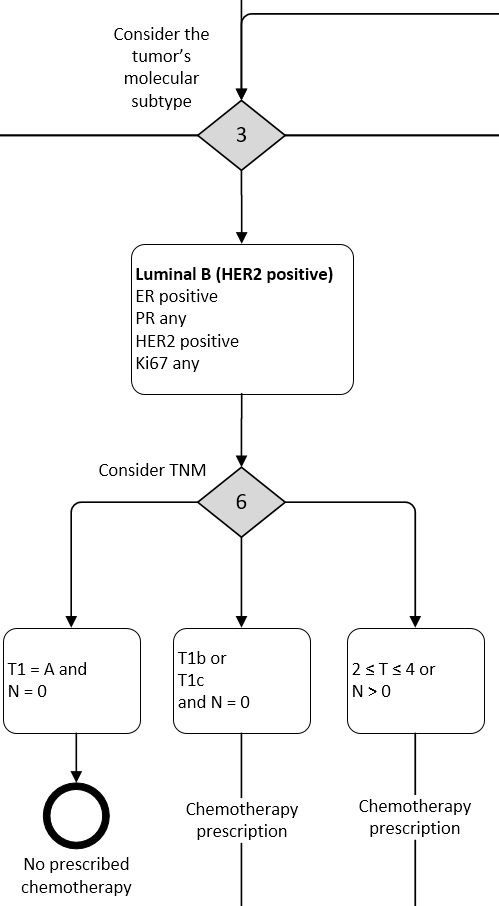 Consider the
tumor's
molecular
subtype
3
Luminal B (HER2 positive)
ER positive
PR any
HER2 positive
Ki67 any
Consider TNM
6
T1 = A and
N = 0
T1b or
T1c
and N = 0
2 ≤ T ≤ 4 or
N > 0
Chemotherapy
prescription
Chemotherapy
prescription
No prescribed
chemotherapy